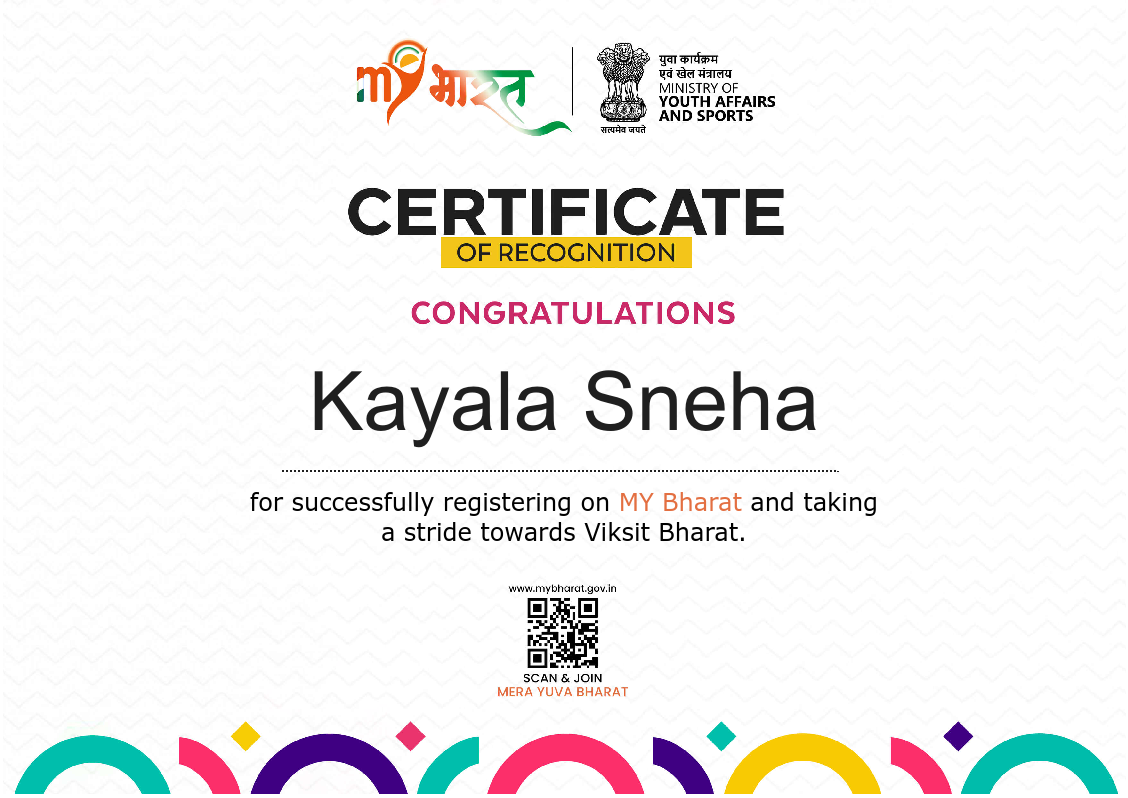 my भारत
युवा कार्यक्रम
एवं खेल मंत्रालय
MINISTRY OF
YOUTH AFFAIRS
AND SPORTS
सत्यमेव जयते
CERTIFICATE
OF RECOGNITION
CONGRATULATIONS
Kayala Sneha
for successfully registering on MY Bharat and taking
a stride towards Viksit Bharat.
www.mybharat.gov.in
SCAN & JOIN
MERA YUVA BHARAT